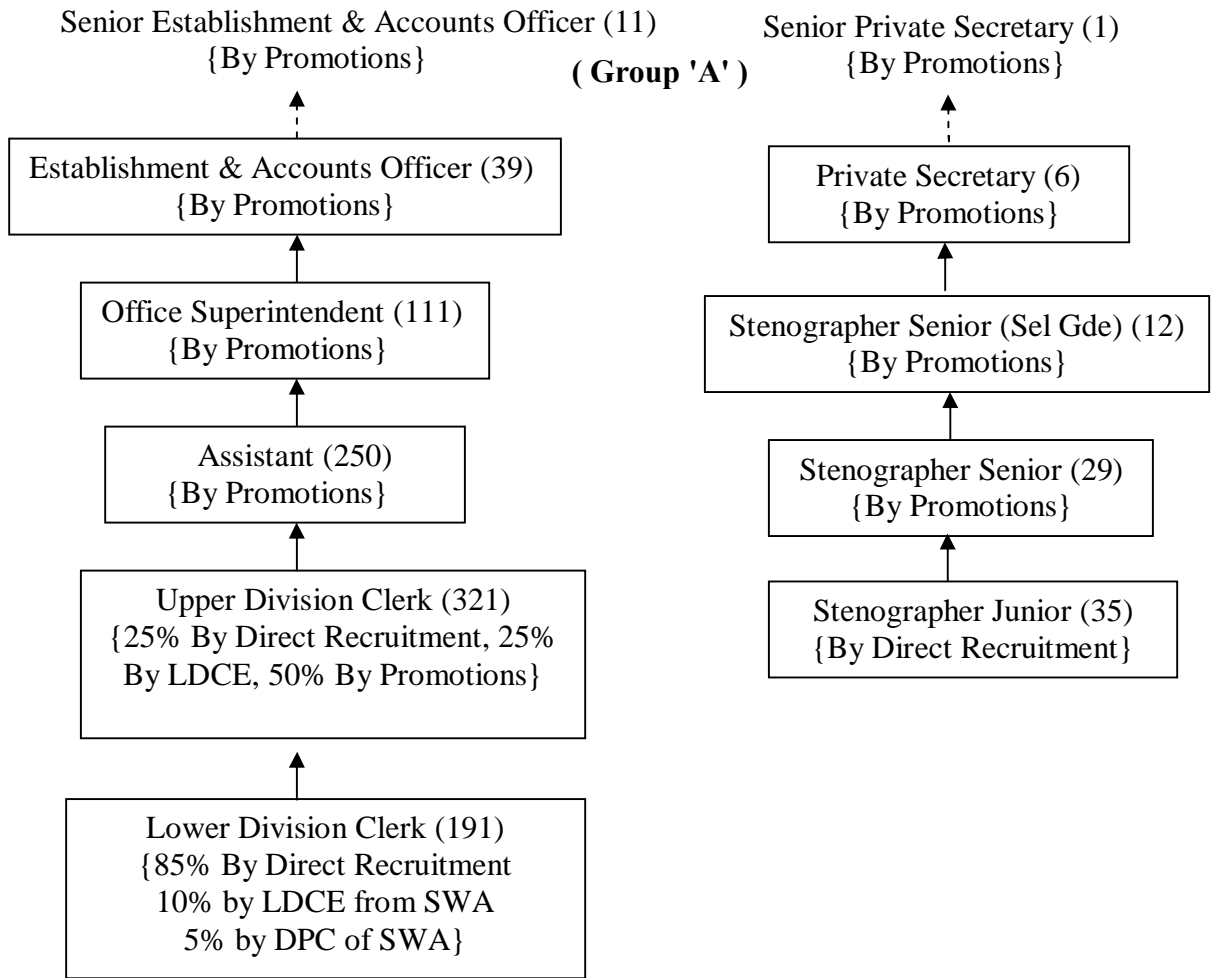 Senior Establishment & Accounts Officer (11)
{By Promotions}
( Group 'A' )
Senior Private Secretary (1)
{By Promotions}
Establishment & Accounts Officer (39)
{By Promotions}
Private Secretary (6)
{By Promotions}
Office Superintendent (111)
{By Promotions}
Stenographer Senior (Sel Gde) (12)
{By Promotions}
Assistant (250)
{By Promotions}
Stenographer Senior (29)
{By Promotions}
Upper Division Clerk (321)
{25% By Direct Recruitment, 25%
By LDCE, 50% By Promotions}
Stenographer Junior (35)
{By Direct Recruitment}
Lower Division Clerk (191)
{85% By Direct Recruitment
10% by LDCE from SWA
5% by DPC of SWA}